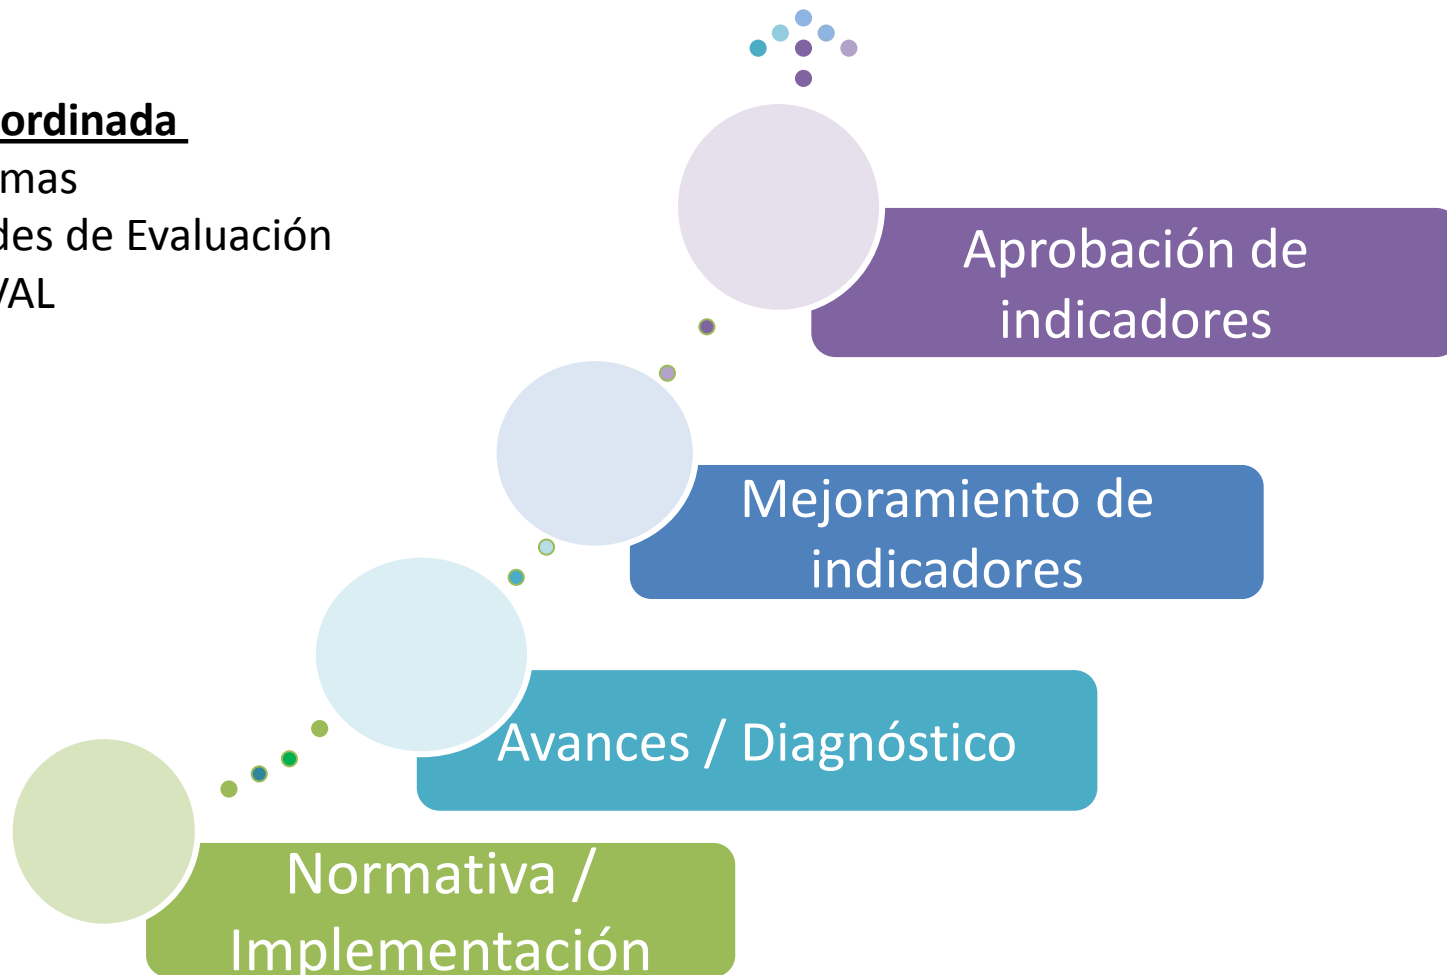 ordinada
mas
des de Evaluación
VAL
Aprobación de
indicadores
Mejoramiento de
indicadores
Avances / Diagnóstico
Normativa /
Implementación